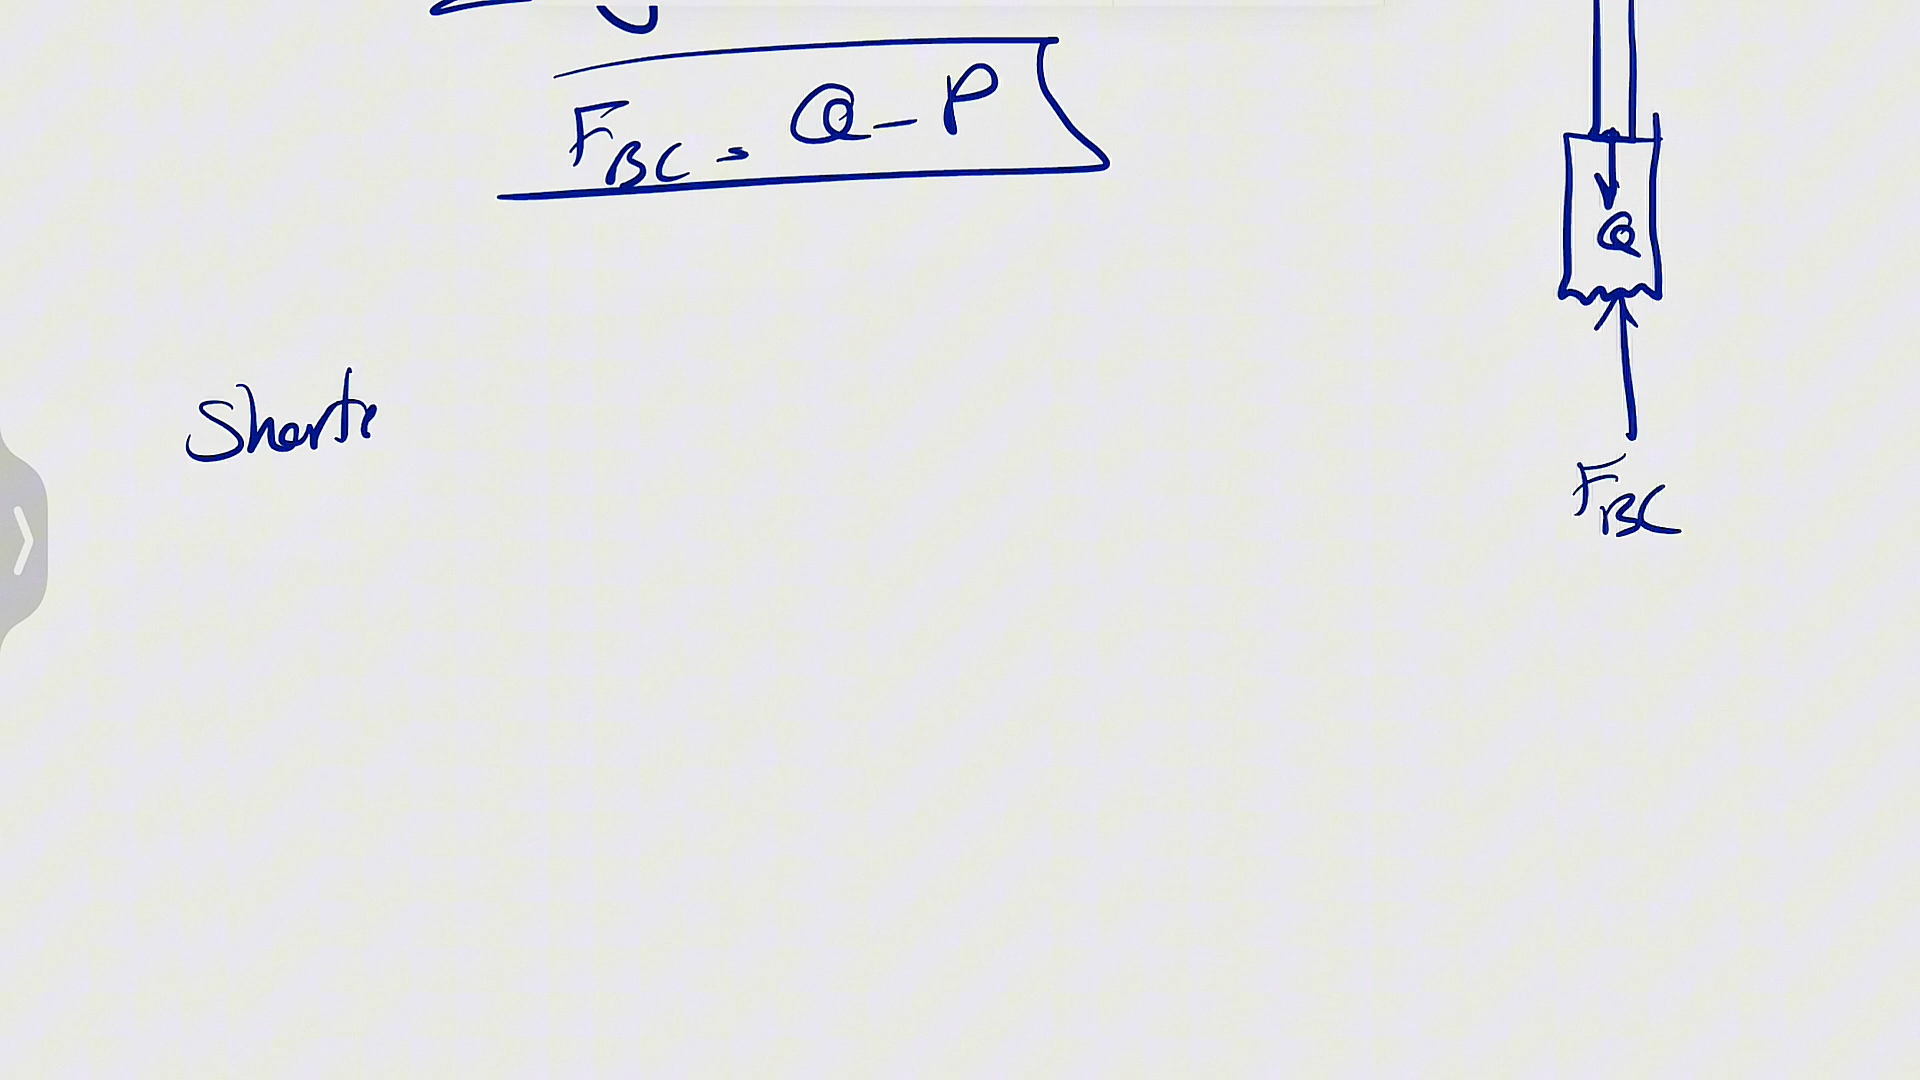 F_BC = Q - P
Q
Shorte
F_BC